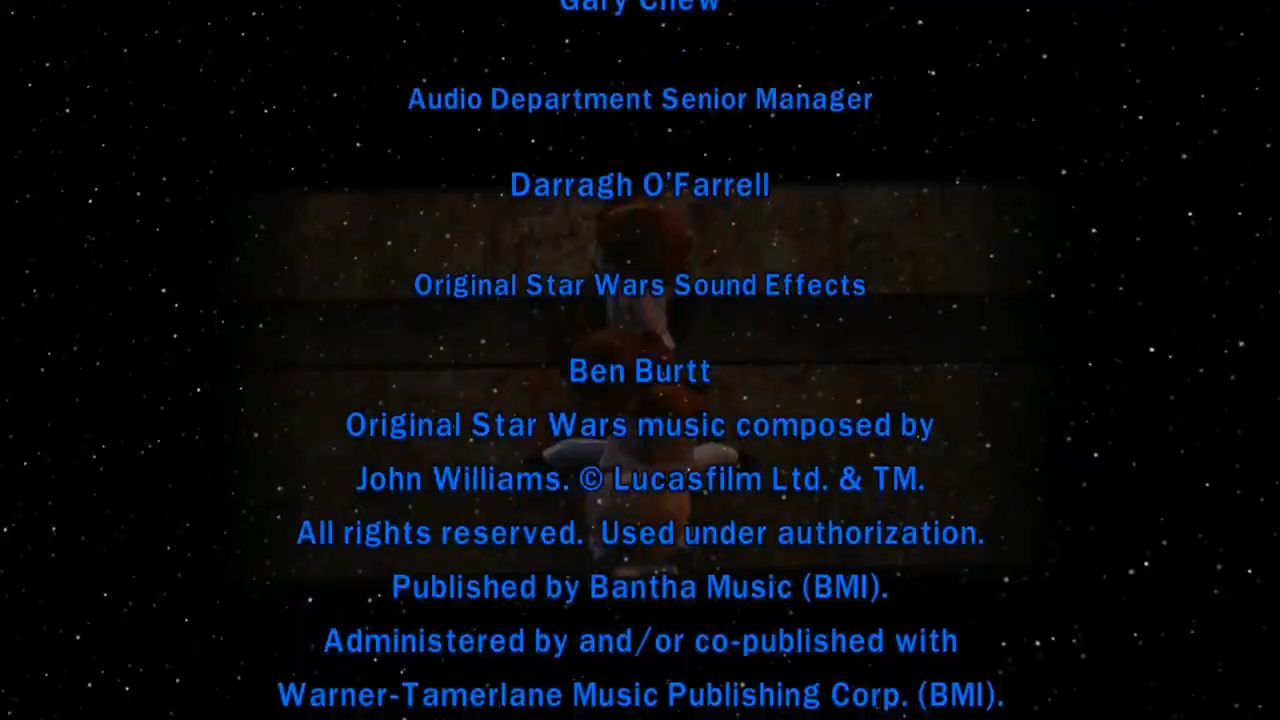 Gary Chew
Audio Department Senior Manager
Darragh O'Farrell
Original Star Wars Sound Effects
Ben Burtt
Original Star Wars music composed by
John Williams. © Lucasfilm Ltd. & TM.
All rights reserved. Used under authorization.
Published by Bantha Music (BMI).
Administered by and/or co-published with
Warner-Tamerlane Music Publishing Corp. (BMI).